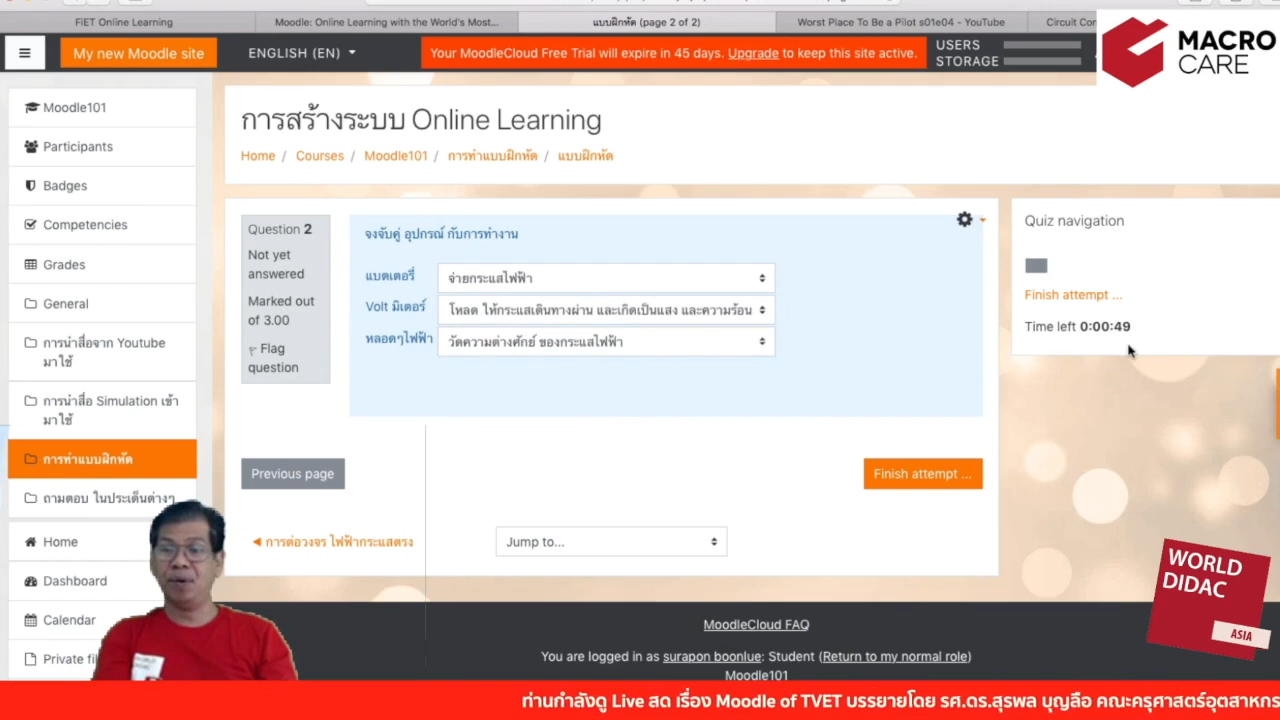 FiET Online Learning
Moodle: Online Learning with the World's Most...
แบบฝึกหัด (page 2 of 2)
Worst Place To Be a Pilot s01e04 - YouTube
Circuit Con
My new Moodle site
ENGLISH (EN)
Your MoodleCloud Free Trial will expire in 45 days. Upgrade to keep this site active.
USERS
STORAGE
MACRO
CARE
Moodle101
Participants
Badges
Competencies
Grades
General
การนำสื่อจาก Youtube
มาใช้
การนำสื่อ Simulation เข้า
มาใช้
การทำแบบฝึกหัด
ถามตอบ ในประเด็นต่างๆ
Home
Dashboard
Calendar
Private fil
การสร้างระบบ Online Learning
Home / Courses / Moodle101 / การทำแบบฝึกหัด / แบบฝึกหัด
Question 2
Not yet
answered
Marked out
of 3.00
Flag
question
จงจับคู่ อุปกรณ์ กับการทำงาน
แบตเตอรี่ จ่ายกระแสไฟฟ้า
Volt มิเตอร์ โหลด ให้กระแสเดินทางผ่าน และเกิดเป็นแสง และความร้อน
หลอดๆไฟฟ้า วัดความต่างศักย์ ของกระแสไฟฟ้า
Previous page
Finish attempt ...
◄ การต่อวงจร ไฟฟ้ากระแสตรง
Jump to...
Quiz navigation
Finish attempt ...
Time left 0:00:49
MoodleCloud FAQ
You are logged in as surapon boonlue: Student (Return to my normal role)
Moodle101
WORLD
DIDAC
ASIA
WORLD
DIDAC
ท่านกำลังดู Live สด เรื่อง Moodle of TVET บรรยายโดย รศ.ดร.สุรพล บุญลือ คณะครุศาสตร์อุตสาหกร